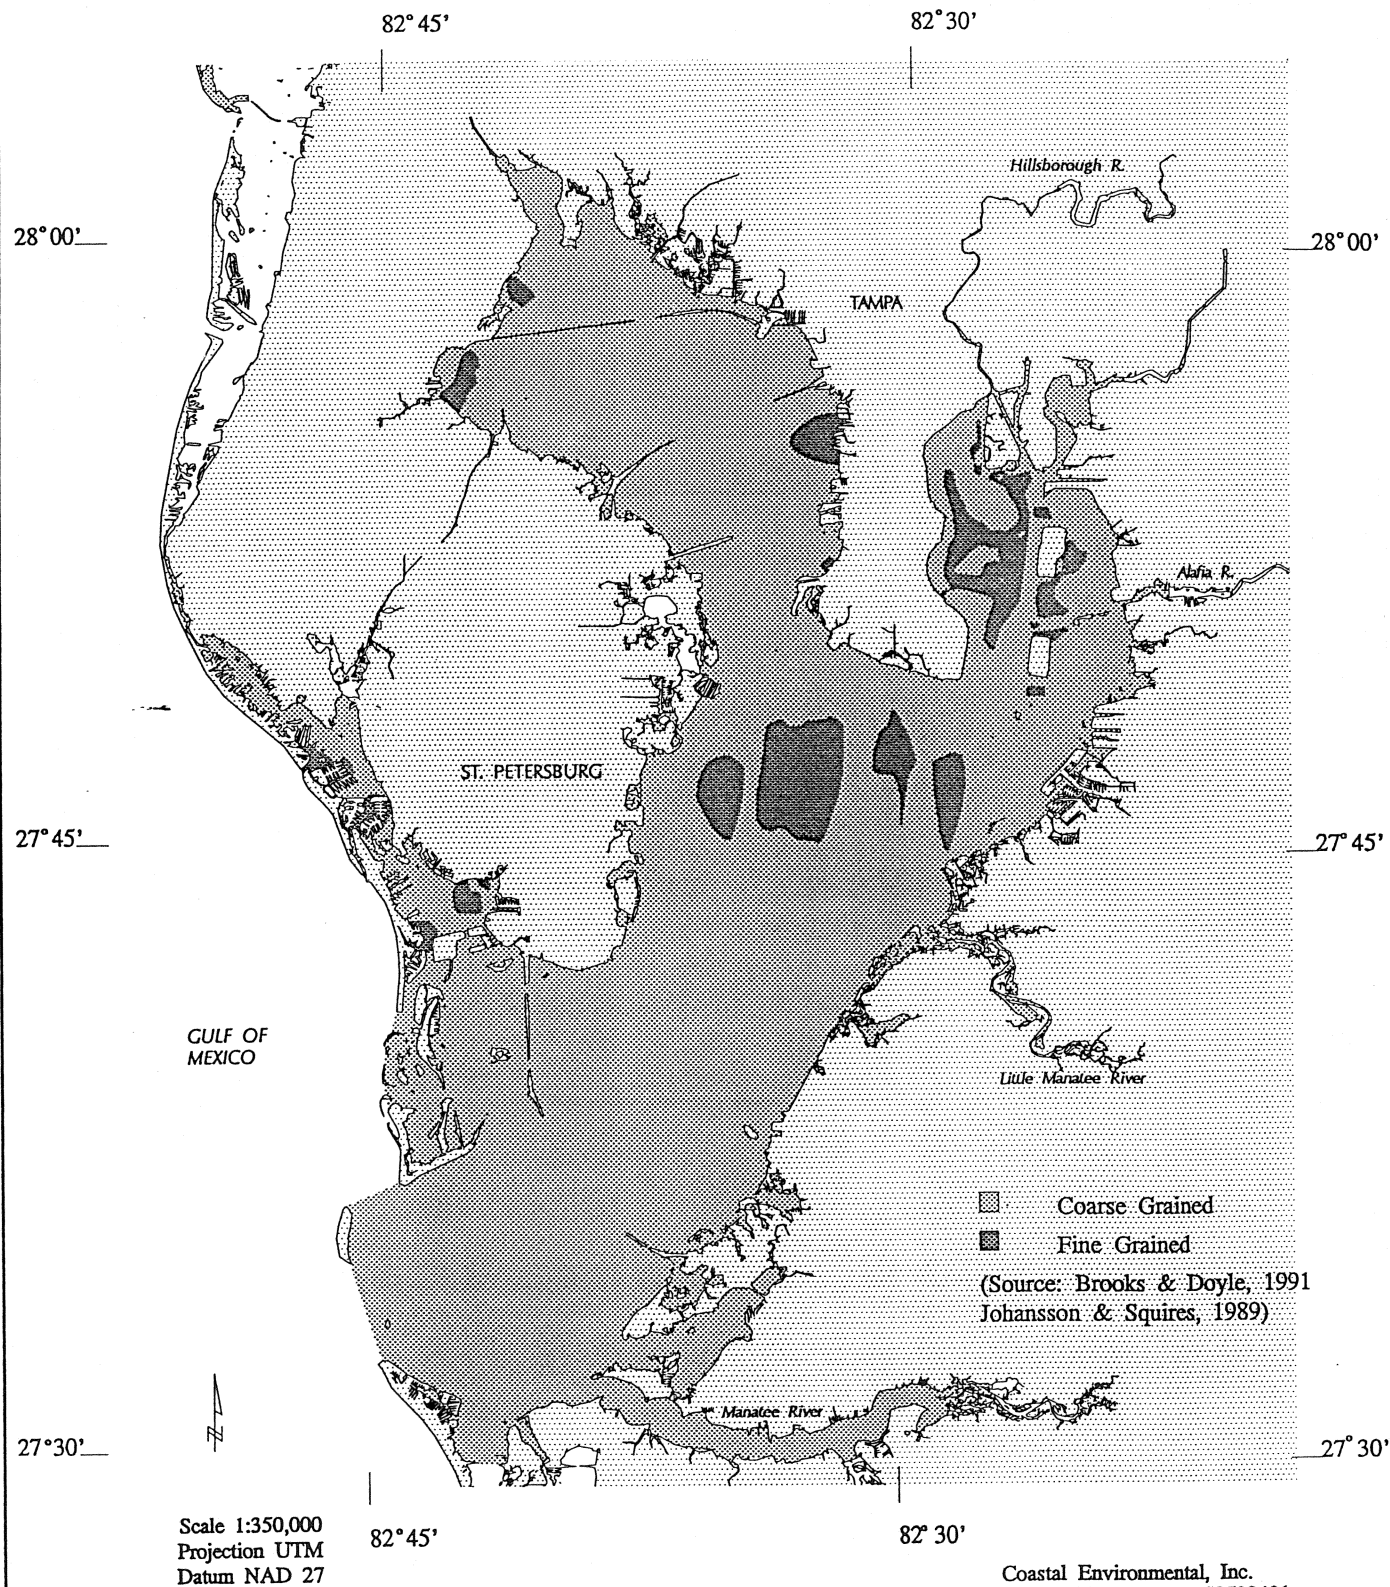 82°45'
82°30'
Hillsborough R.
28°00'
28°00'
TAMPA
Alafia R.
ST. PETERSBURG
27°45'
27°45'
GULF OF
MEXICO
Little Manatee River
Coarse Grained
Fine Grained
(Source: Brooks & Doyle, 1991
Johansson & Squires, 1989)
Manatee River
27°30'
27°30'
Scale 1:350,000
Projection UTM
Datum NAD 27
82°45'
82°30'
Coastal Environmental, Inc.